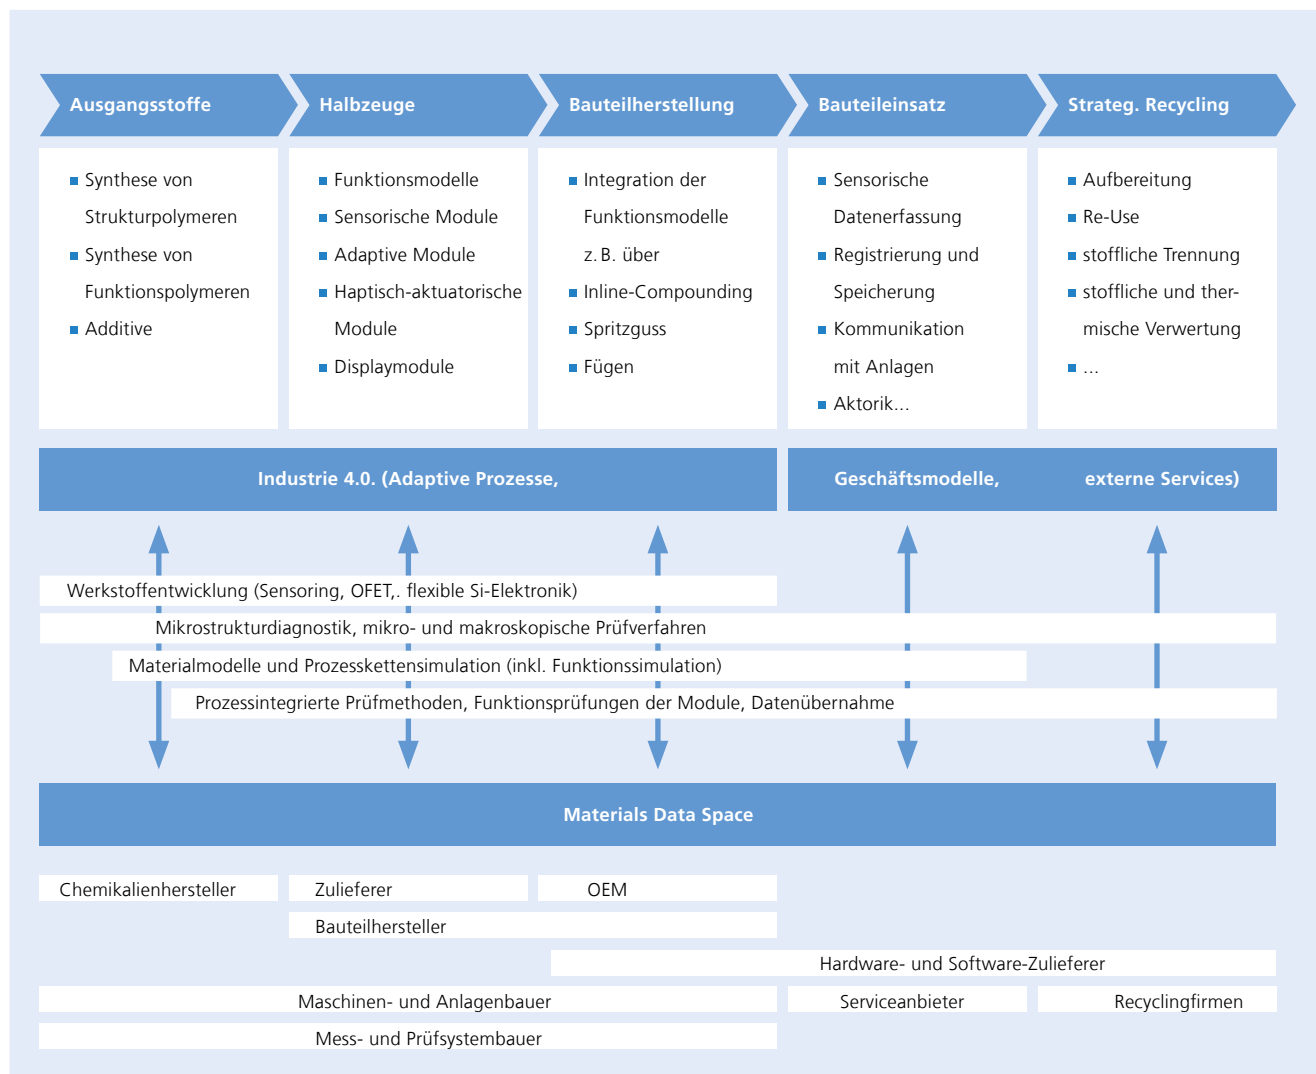 Ausgangsstoffe
Halbzeuge
Bauteilherstellung
Bauteileinsatz
Strateg. Recycling
Synthese von
Strukturpolymeren
Synthese von
Funktionspolymeren
Additive
Funktionsmodelle
Sensorische Module
Adaptive Module
Haptisch-aktuatorische
Module
Displaymodule
Integration der
Funktionsmodelle
z. B. über
Inline-Compounding
Spritzguss
Fügen
Sensorische
Datenerfassung
Registrierung und
Speicherung
Kommunikation
mit Anlagen
Aktorik...
Aufbereitung
Re-Use
stoffliche Trennung
stoffliche und ther-
mische Verwertung
...
Industrie 4.0. (Adaptive Prozesse, Geschäftsmodelle, externe Services)
Werkstoffentwicklung (Sensoring, OFET,. flexible Si-Elektronik)
Mikrostrukturdiagnostik, mikro- und makroskopische Prüfverfahren
Materialmodelle und Prozesskettensimulation (inkl. Funktionssimulation)
Prozessintegrierte Prüfmethoden, Funktionsprüfungen der Module, Datenübernahme
Materials Data Space
Chemikalienhersteller
Zulieferer
OEM
Bauteilhersteller
Hardware- und Software-Zulieferer
Maschinen- und Anlagenbauer
Serviceanbieter
Recyclingfirmen
Mess- und Prüfsystembauer